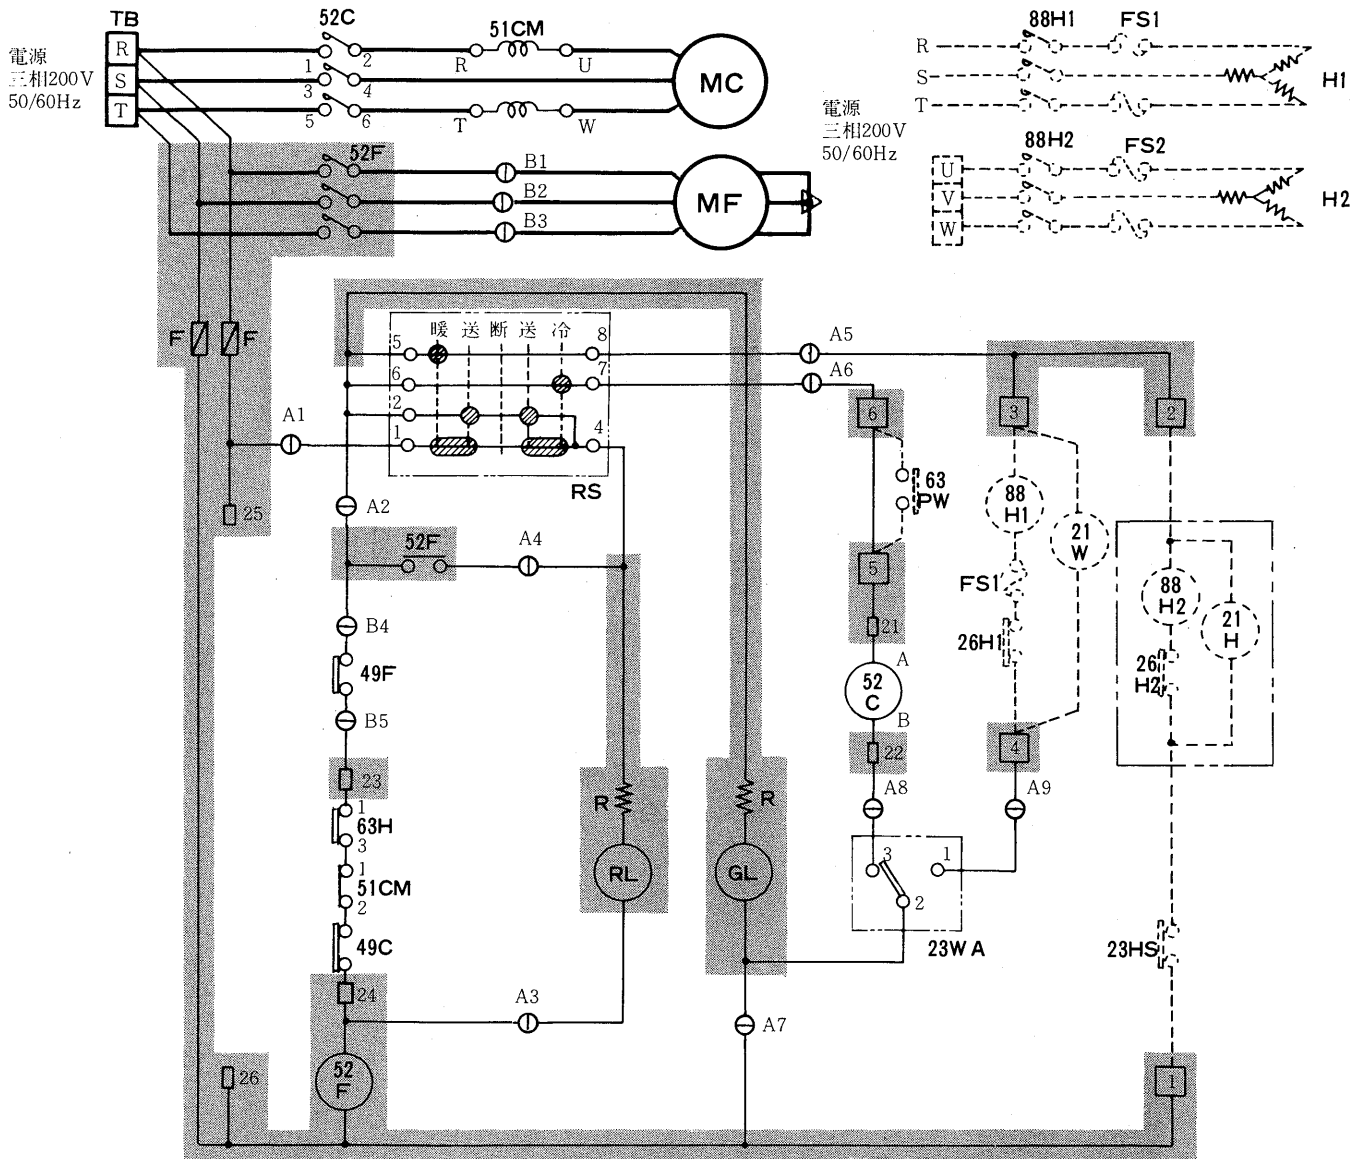 TB
52C
51CM
電源
三相200V
50/60Hz
R
S
T
1
2
3
4
5
6
R
U
T
W
MC
52F
B1
B2
B3
MF
88H1
FS1
R
S
T
H1
電源
三相200V
50/60Hz
88H2
FS2
U
V
W
H2
F
F
暖 送 断 送 冷
5
8
6
7
2
1
4
RS
A1
A2
A5
A6
25
52F
A4
6
3
2
63
PW
5
21
88
H1
21
W
FS1
26H1
88
H2
21
H
26
H2
B4
49F
B5
A
52
C
B
22
4
A8
A9
23
1
63H
3
1
51CM
2
49C
24
R
RL
R
GL
3
1
2
23WA
23HS
A3
A7
26
52
F
1